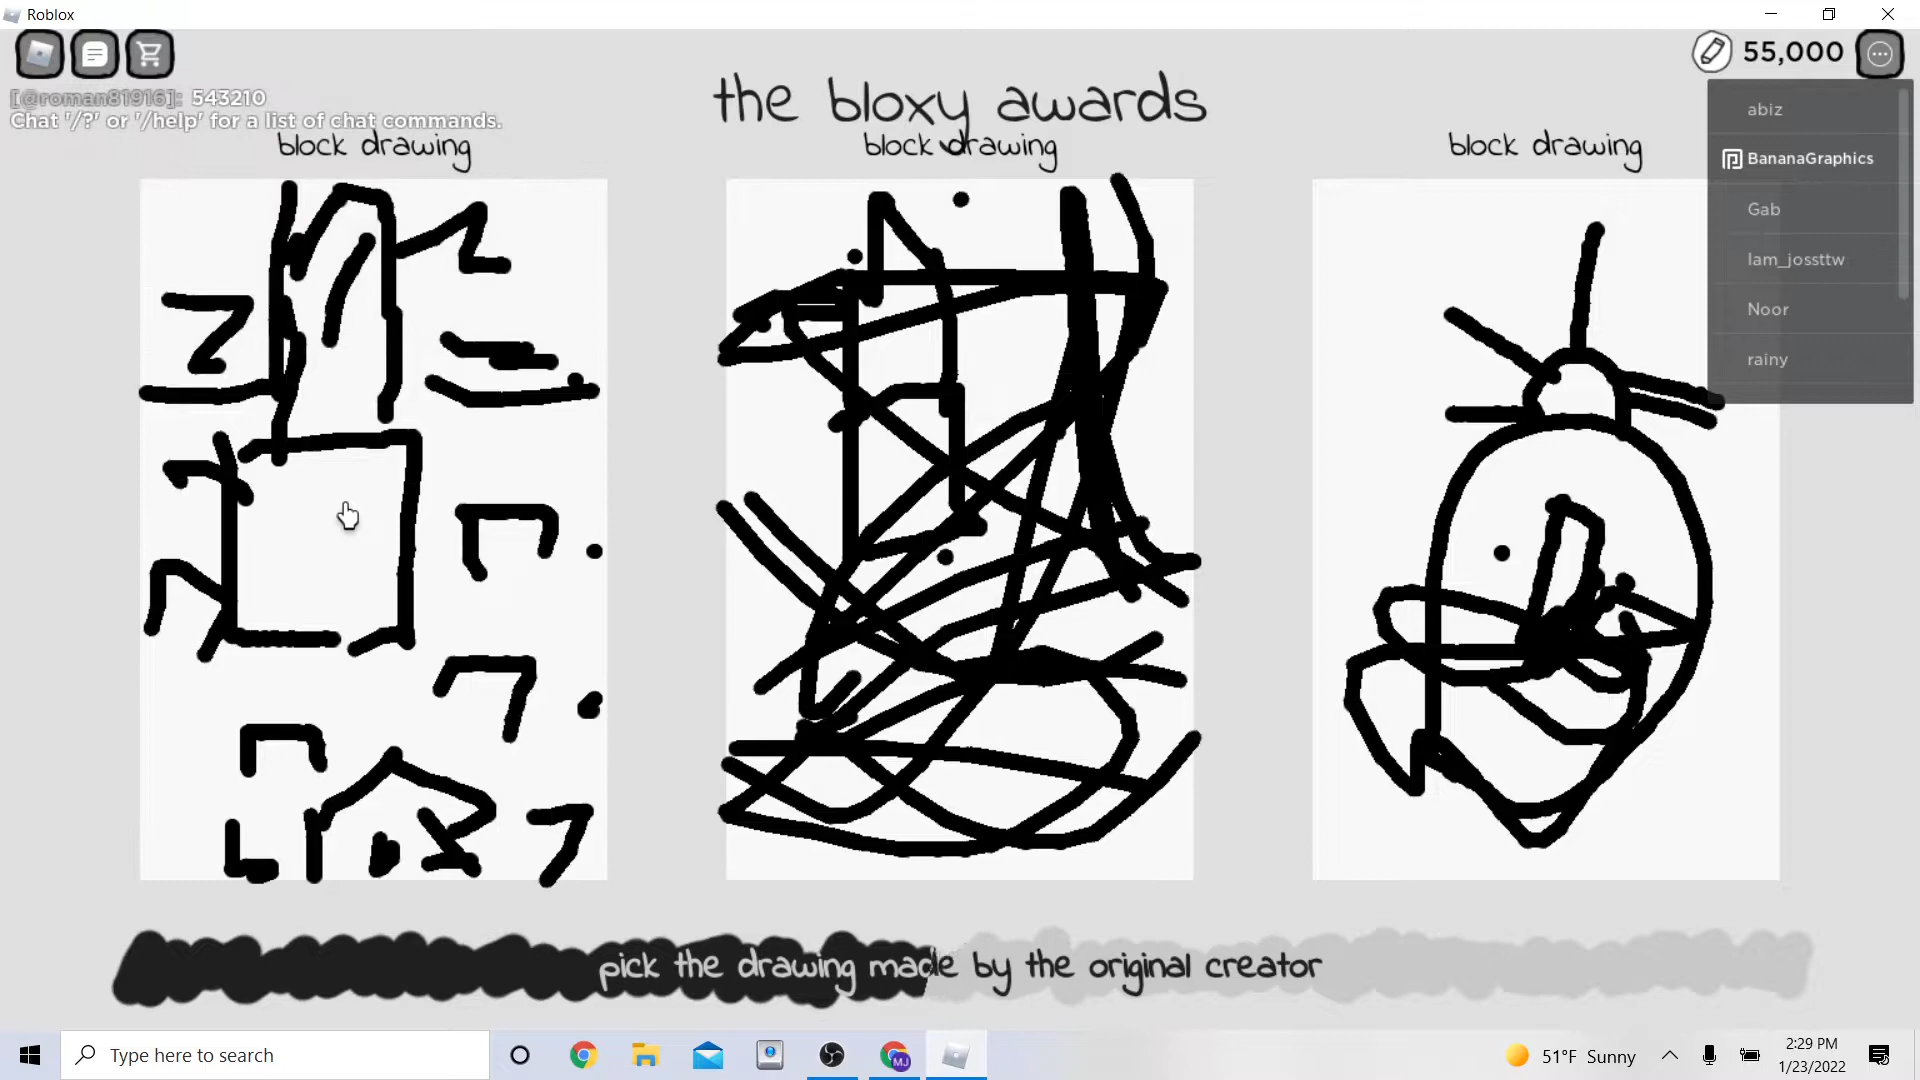 Roblox
55,000
the bloxy awards
[@roman81916]: 543210
Chat '/?' or '/help' for a list of chat commands.
block drawing
block drawing
block drawing
abiz
BananaGraphics
Gab
Iam_jossttw
Noor
rainy
pick the drawing made by the original creator
Type here to search
MJ
51°F Sunny
2:29 PM
1/23/2022